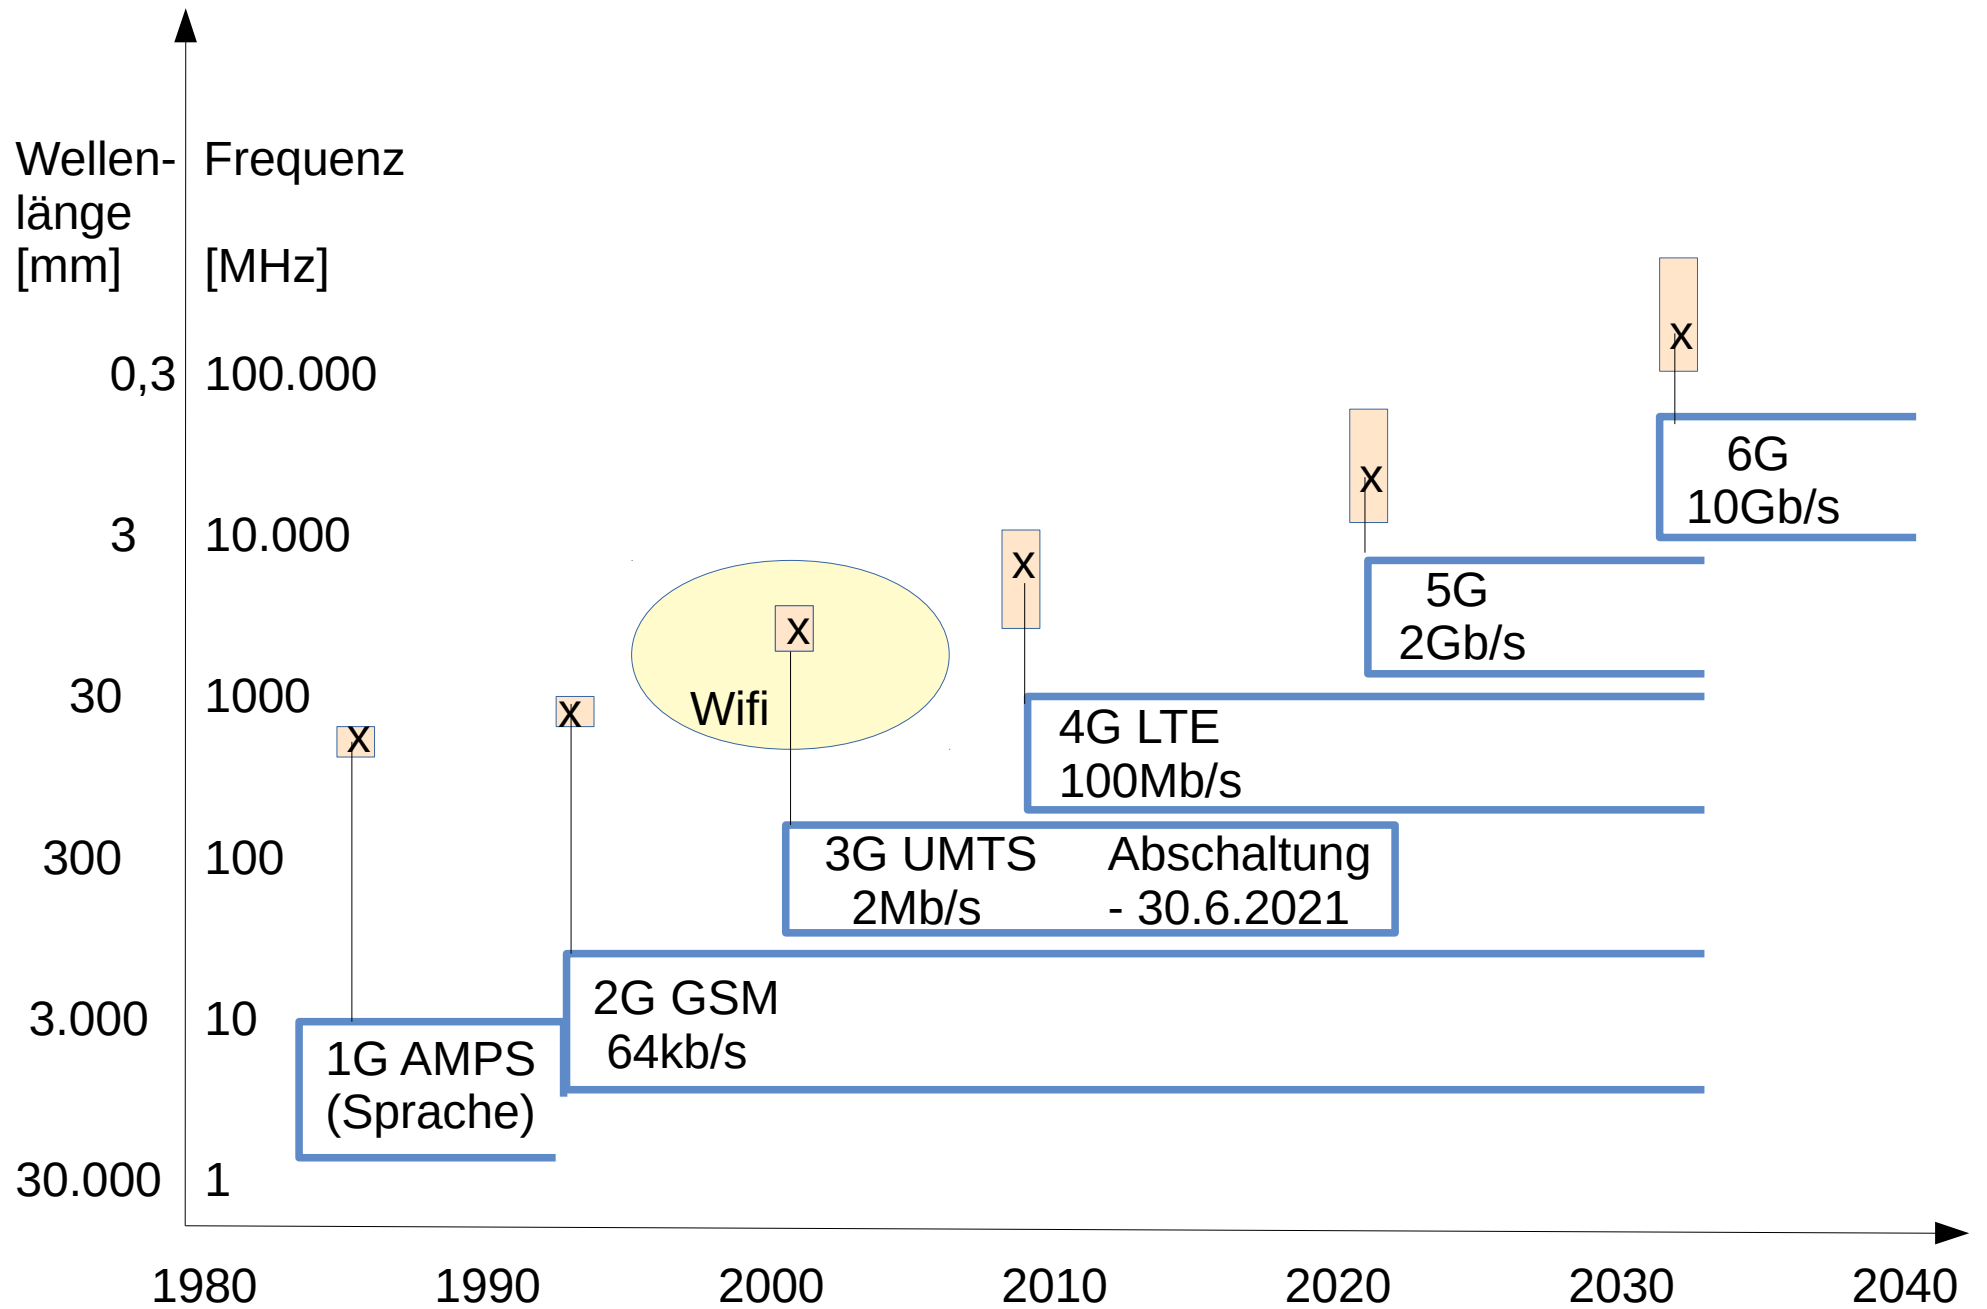 Wellen-
länge
[mm]
Frequenz
[MHz]
0,3 100.000
3 10.000
30 1000
300 100
3.000 10
30.000 1
x
x
x
x
x
x
Wifi
6G
10Gb/s
5G
2Gb/s
4G LTE
100Mb/s
3G UMTS
2Mb/s
Abschaltung
- 30.6.2021
2G GSM
64kb/s
1G AMPS
(Sprache)
1980 1990 2000 2010 2020 2030 2040